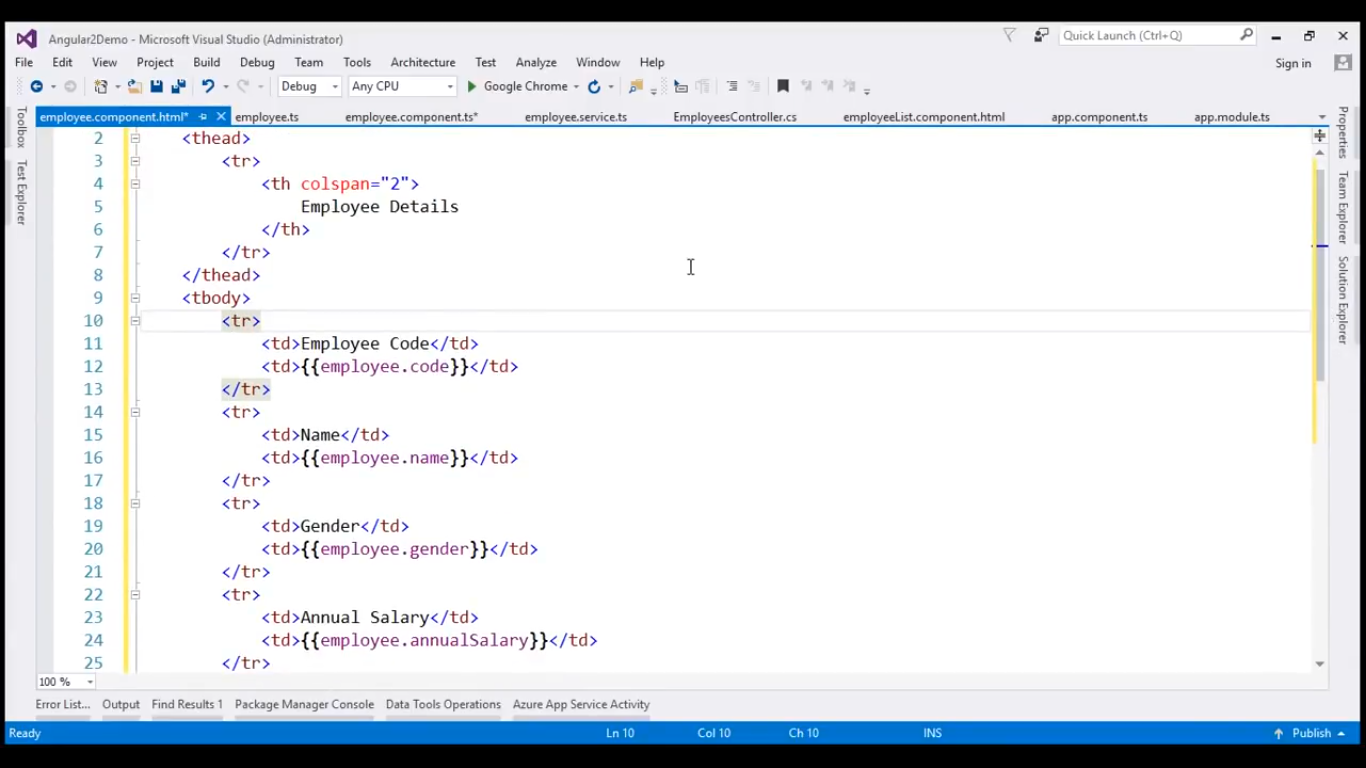 Angular2Demo - Microsoft Visual Studio (Administrator)
Quick Launch (Ctrl+Q)
File Edit View Project Build Debug Team Tools Architecture Test Analyze Window Help
Sign in
Debug Any CPU Google Chrome
employee.component.html* employee.ts employee.component.ts* employee.service.ts EmployeesController.cs employeeList.component.html app.component.ts app.module.ts
Toolbox
Test Explorer
2 <thead>
3 <tr>
4 <th colspan="2">
5 Employee Details
6 </th>
7 </tr>
8 </thead>
9 <tbody>
10 <tr>
11 <td>Employee Code</td>
12 <td>{{employee.code}}</td>
13 </tr>
14 <tr>
15 <td>Name</td>
16 <td>{{employee.name}}</td>
17 </tr>
18 <tr>
19 <td>Gender</td>
20 <td>{{employee.gender}}</td>
21 </tr>
22 <tr>
23 <td>Annual Salary</td>
24 <td>{{employee.annualSalary}}</td>
25 </tr>
Properties
Team Explorer
Solution Explorer
100 %
Error List... Output Find Results 1 Package Manager Console Data Tools Operations Azure App Service Activity
Ready Ln 10 Col 10 Ch 10 INS Publish